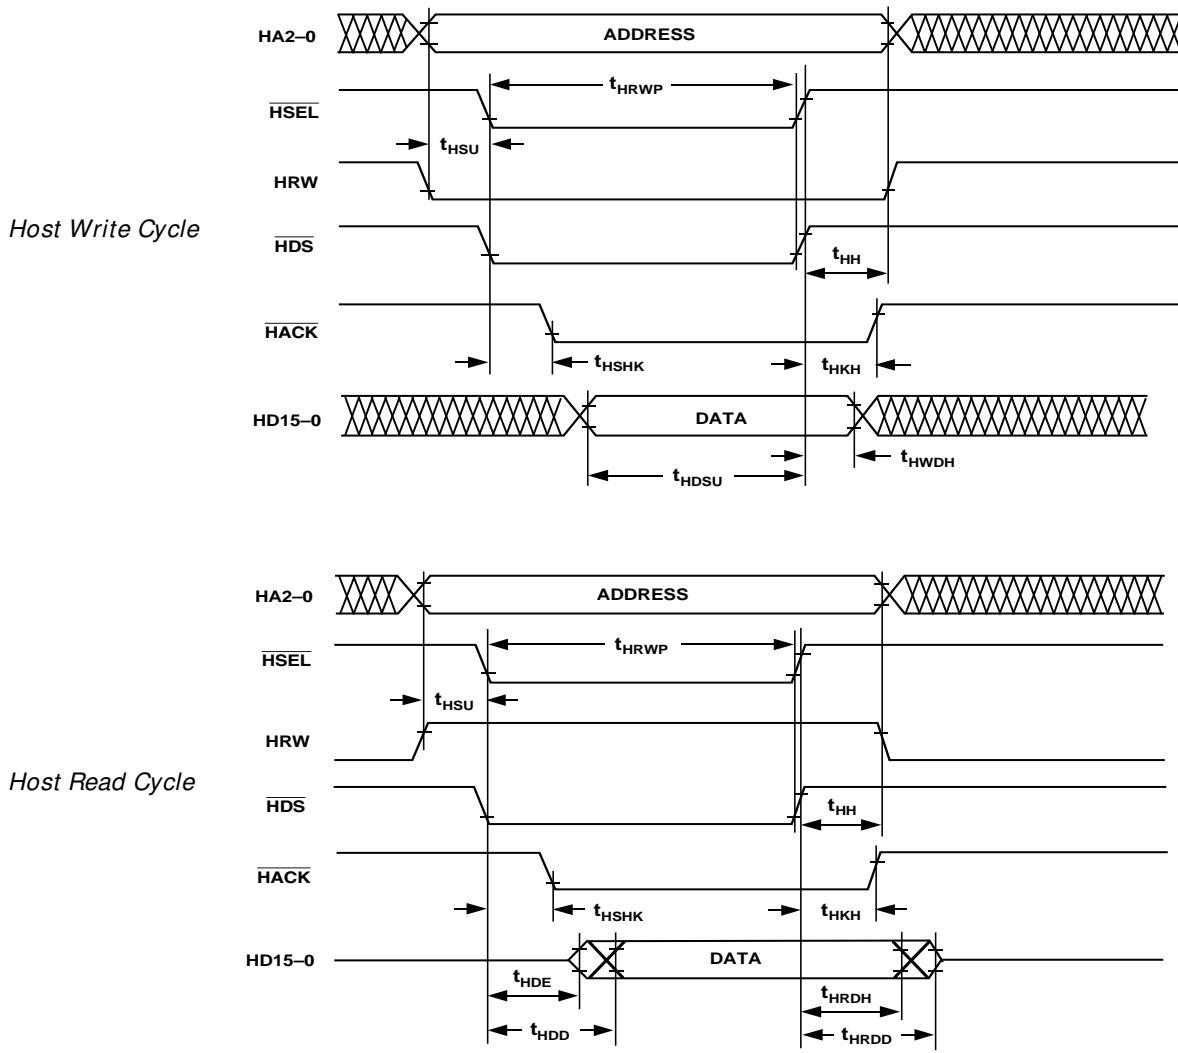 HA2–0
ADDRESS
tHRWP
HSEL
tHSU
HRW
Host Write Cycle
HDS
tHH
HACK
tHSHK
tHKH
HD15–0
DATA
tHWDH
tHDSU
HA2–0
ADDRESS
tHRWP
HSEL
tHSU
HRW
Host Read Cycle
HDS
tHH
HACK
tHSHK
tHKH
HD15–0
DATA
tHDE
tHRDH
tHDD
tHRDD